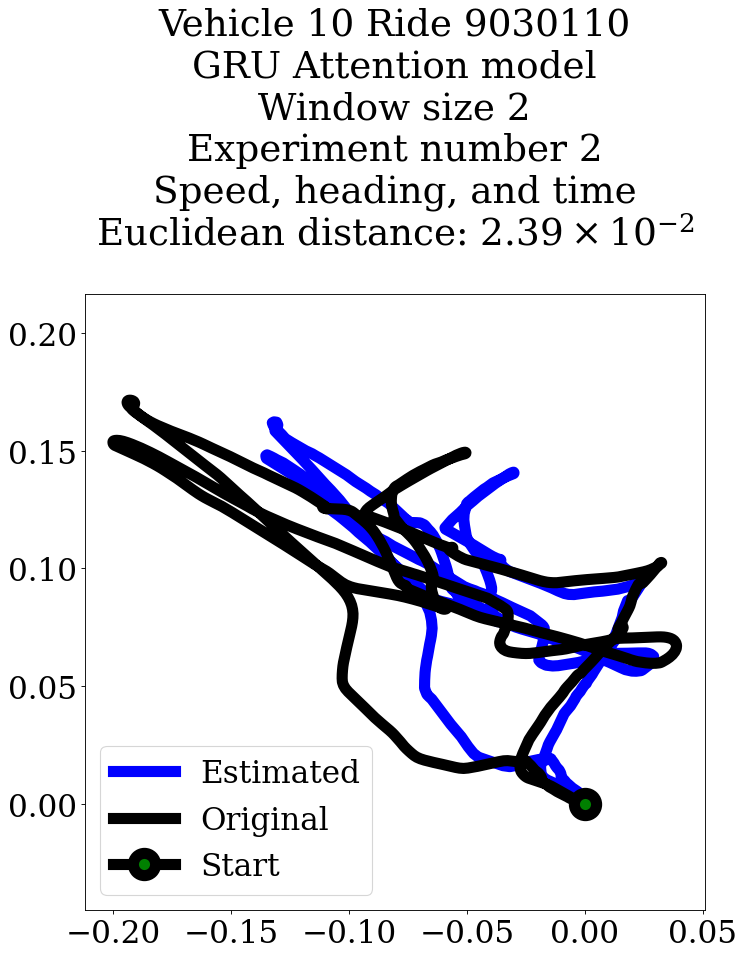 Vehicle 10 Ride 9030110
GRU Attention model
Window size 2
Experiment number 2
Speed, heading, and time
Euclidean distance: 2.39 × 10⁻²
0.20
0.15
0.10
0.05
0.00
Estimated
Original
Start
−0.20 −0.15 −0.10 −0.05 0.00 0.05